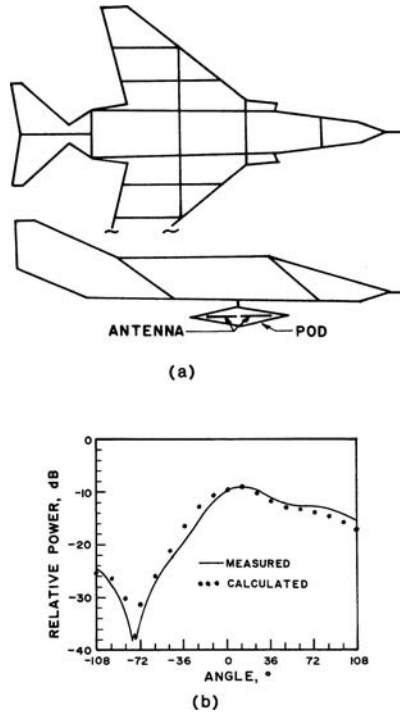 ANTENNA POD
(a)
0
-10
-20
-30
-40
RELATIVE POWER, dB
MEASURED
CALCULATED
-108 -72 -36 0 36 72 108
ANGLE, °
(b)